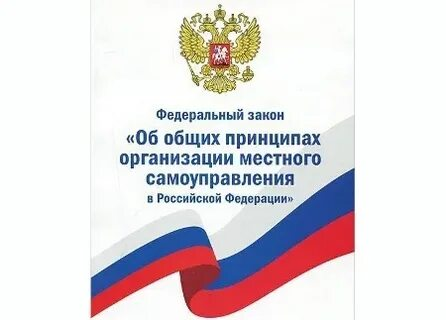 Федеральный закон
«Об общих принципах
организации местного
самоуправления
в Российской Федерации»